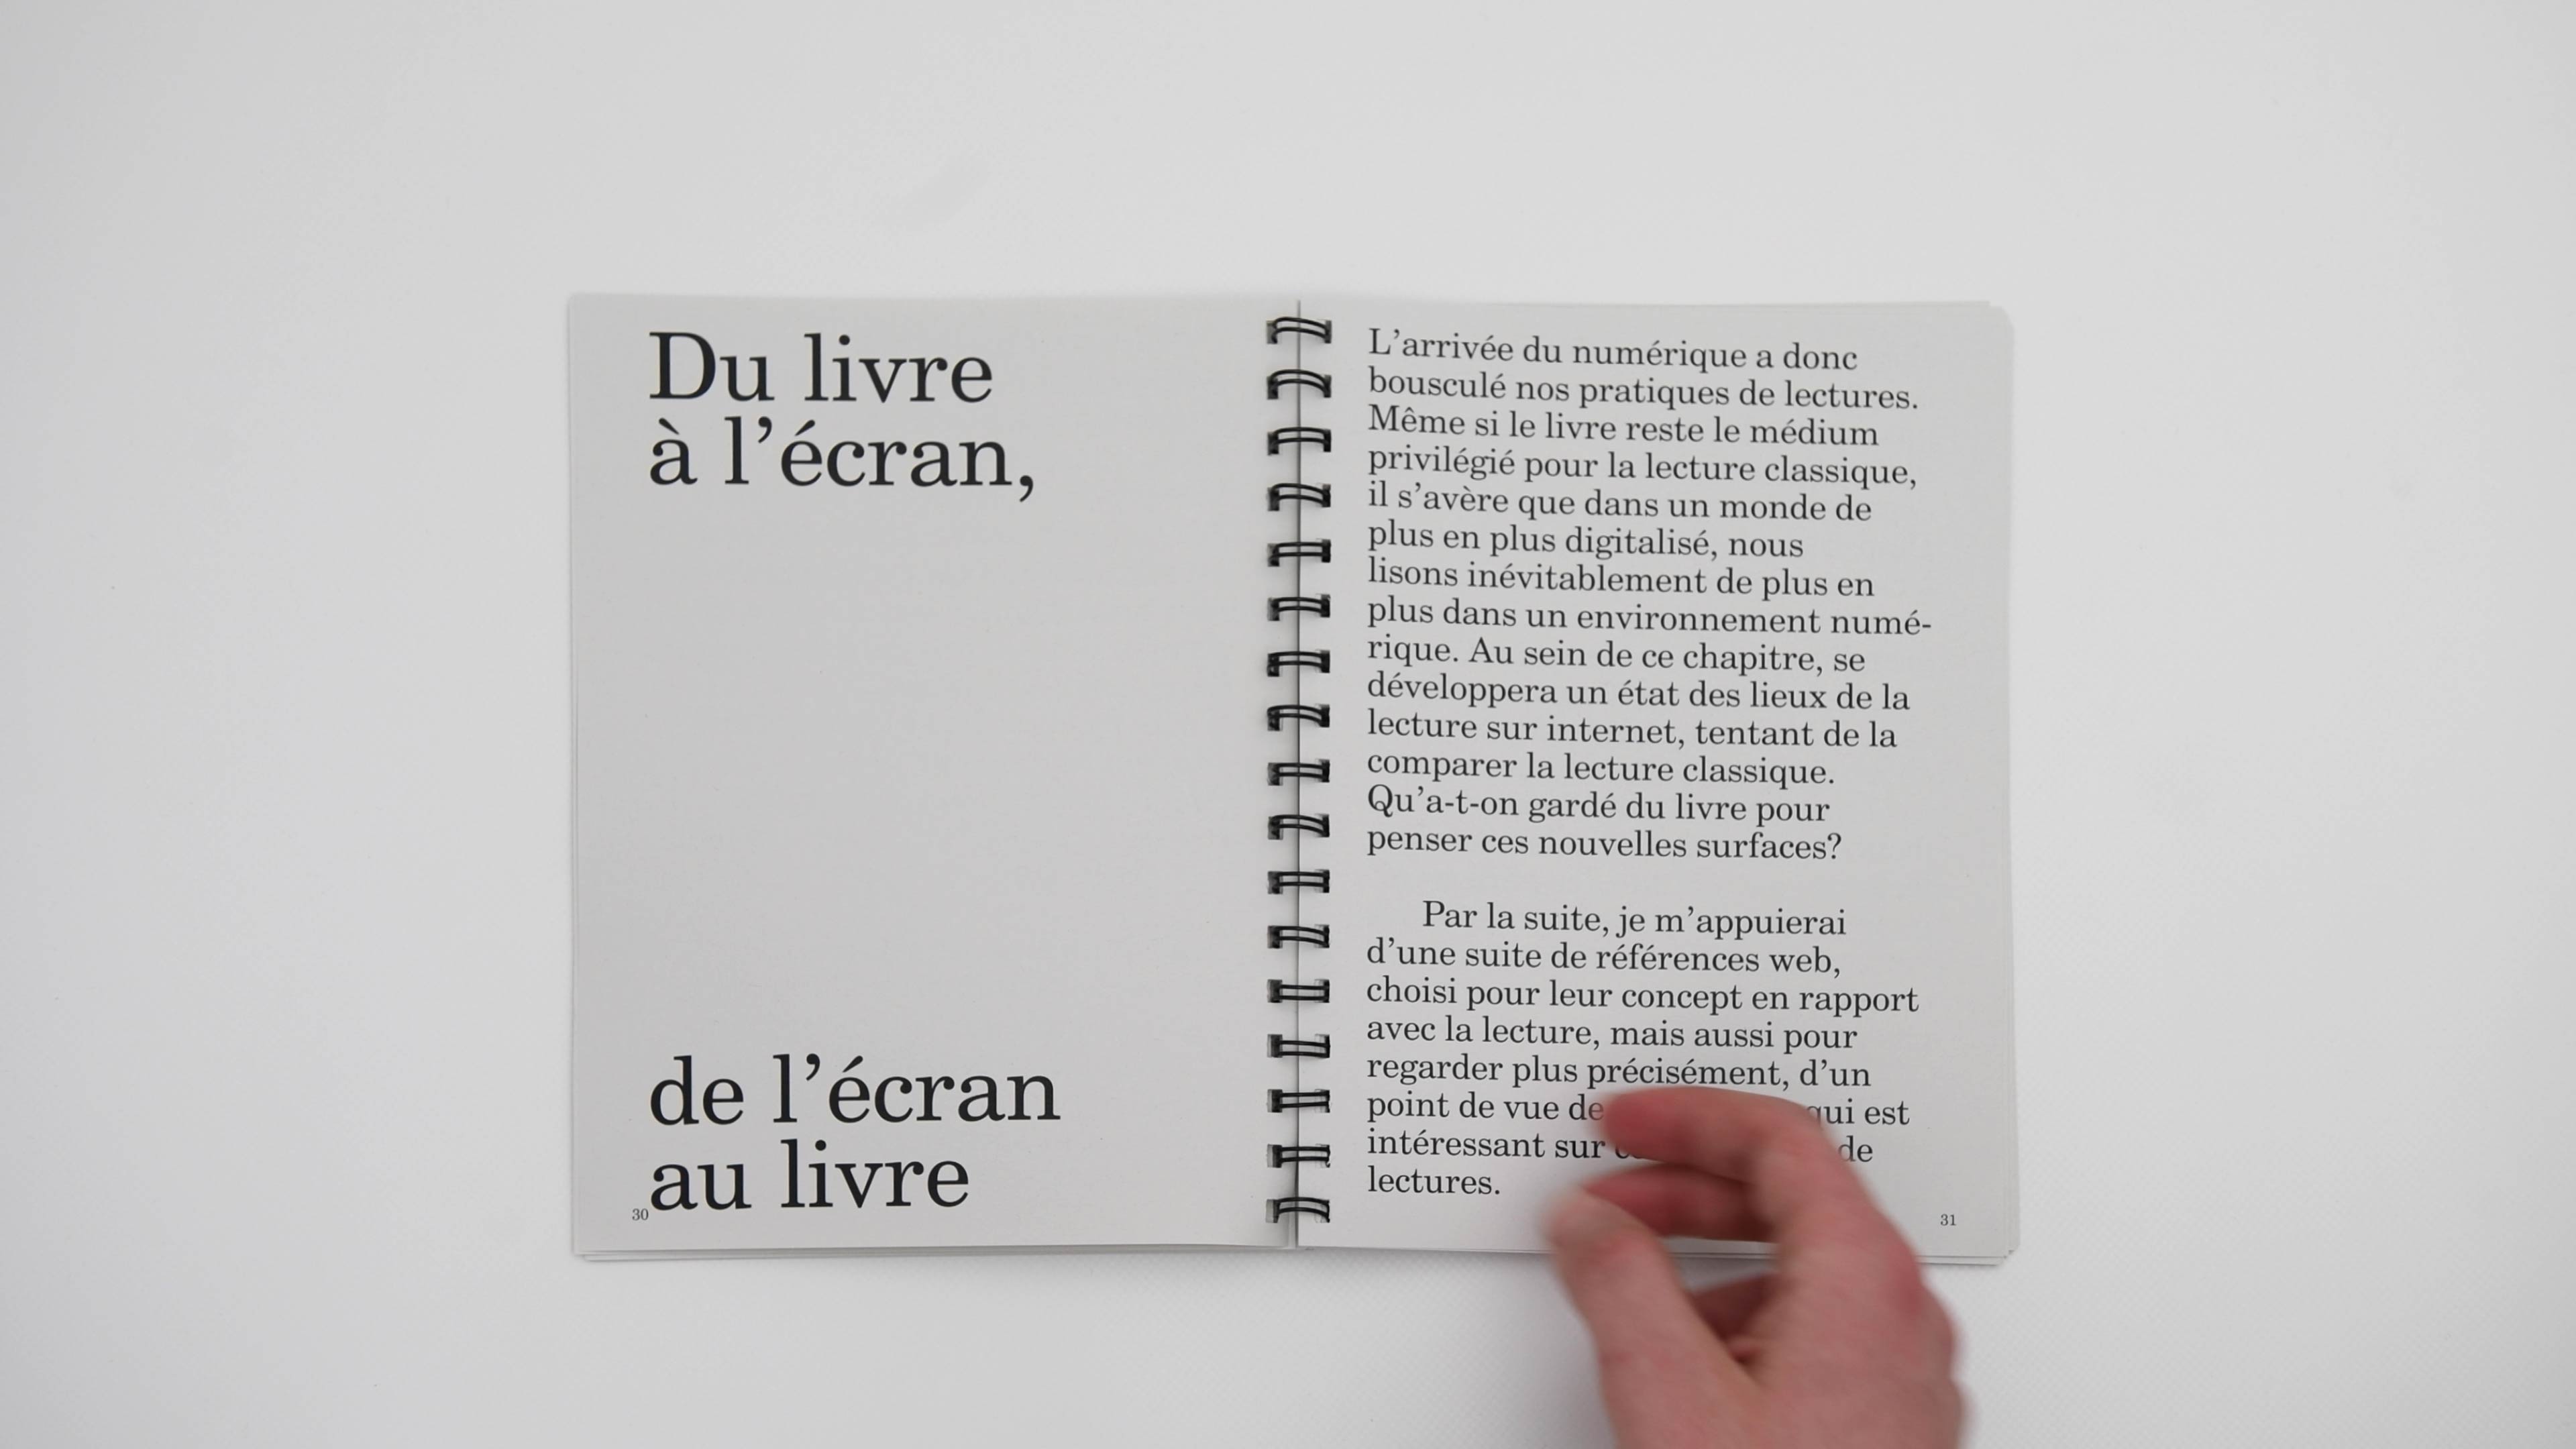 Du livre
à l’écran,
de l’écran
au livre
30
L’arrivée du numérique a donc
bousculé nos pratiques de lectures.
Même si le livre reste le médium
privilégié pour la lecture classique,
il s’avère que dans un monde de
plus en plus digitalisé, nous
lisons inévitablement de plus en
plus dans un environnement numé-
rique. Au sein de ce chapitre, se
développera un état des lieux de la
lecture sur internet, tentant de la
comparer la lecture classique.
Qu’a-t-on gardé du livre pour
penser ces nouvelles surfaces?
Par la suite, je m’appuierai
d’une suite de références web,
choisi pour leur concept en rapport
avec la lecture, mais aussi pour
regarder plus précisément, d’un
point de vue de qui est
intéressant sur de
lectures.
31